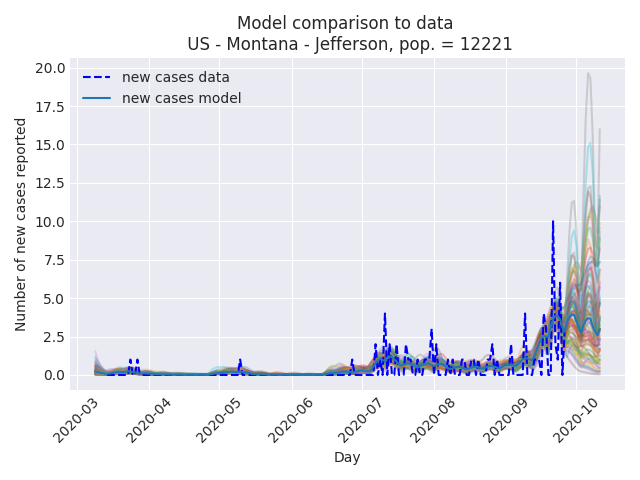 Model comparison to data
US - Montana - Jefferson, pop. = 12221
new cases data
new cases model
Number of new cases reported
20.0
17.5
15.0
12.5
10.0
7.5
5.0
2.5
0.0
2020-03
2020-04
2020-05
2020-06
2020-07
2020-08
2020-09
2020-10
Day